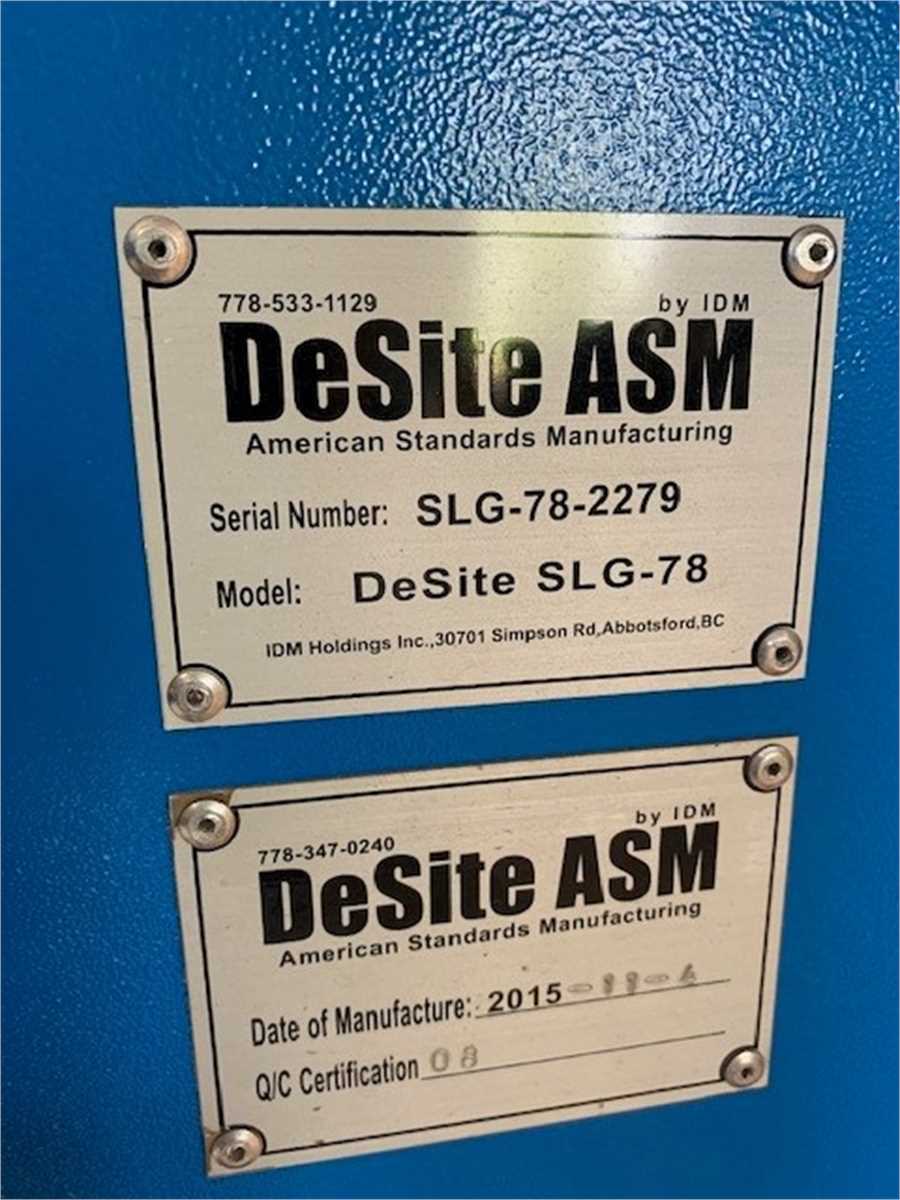 778-533-1129 by IDM
DeSite ASM
American Standards Manufacturing
Serial Number: SLG-78-2279
Model: DeSite SLG-78
IDM Holdings Inc.,30701 Simpson Rd,Abbotsford,BC
778-347-0240 by IDM
DeSite ASM
American Standards Manufacturing
Date of Manufacture: 2015-11-4
Q/C Certification 08